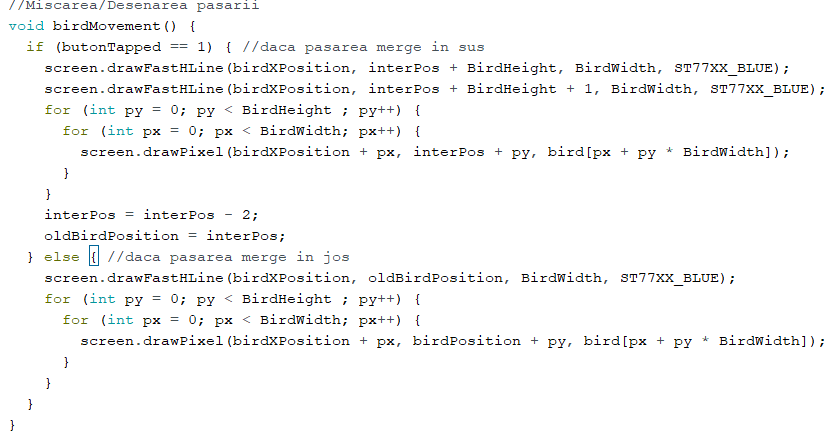 //Miscarea/Desenarea pasarii
void birdMovement() {
  if (butonTapped == 1) { //daca pasarea merge in sus
    screen.drawFastHLine(birdXPosition, interPos + BirdHeight, BirdWidth, ST77XX_BLUE);
    screen.drawFastHLine(birdXPosition, interPos + BirdHeight + 1, BirdWidth, ST77XX_BLUE);
    for (int py = 0; py < BirdHeight ; py++) {
      for (int px = 0; px < BirdWidth; px++) {
        screen.drawPixel(birdXPosition + px, interPos + py, bird[px + py * BirdWidth]);
      }
    }
    interPos = interPos - 2;
    oldBirdPosition = interPos;
  } else { //daca pasarea merge in jos
    screen.drawFastHLine(birdXPosition, oldBirdPosition, BirdWidth, ST77XX_BLUE);
    for (int py = 0; py < BirdHeight ; py++) {
      for (int px = 0; px < BirdWidth; px++) {
        screen.drawPixel(birdXPosition + px, birdPosition + py, bird[px + py * BirdWidth]);
      }
    }
  }
}